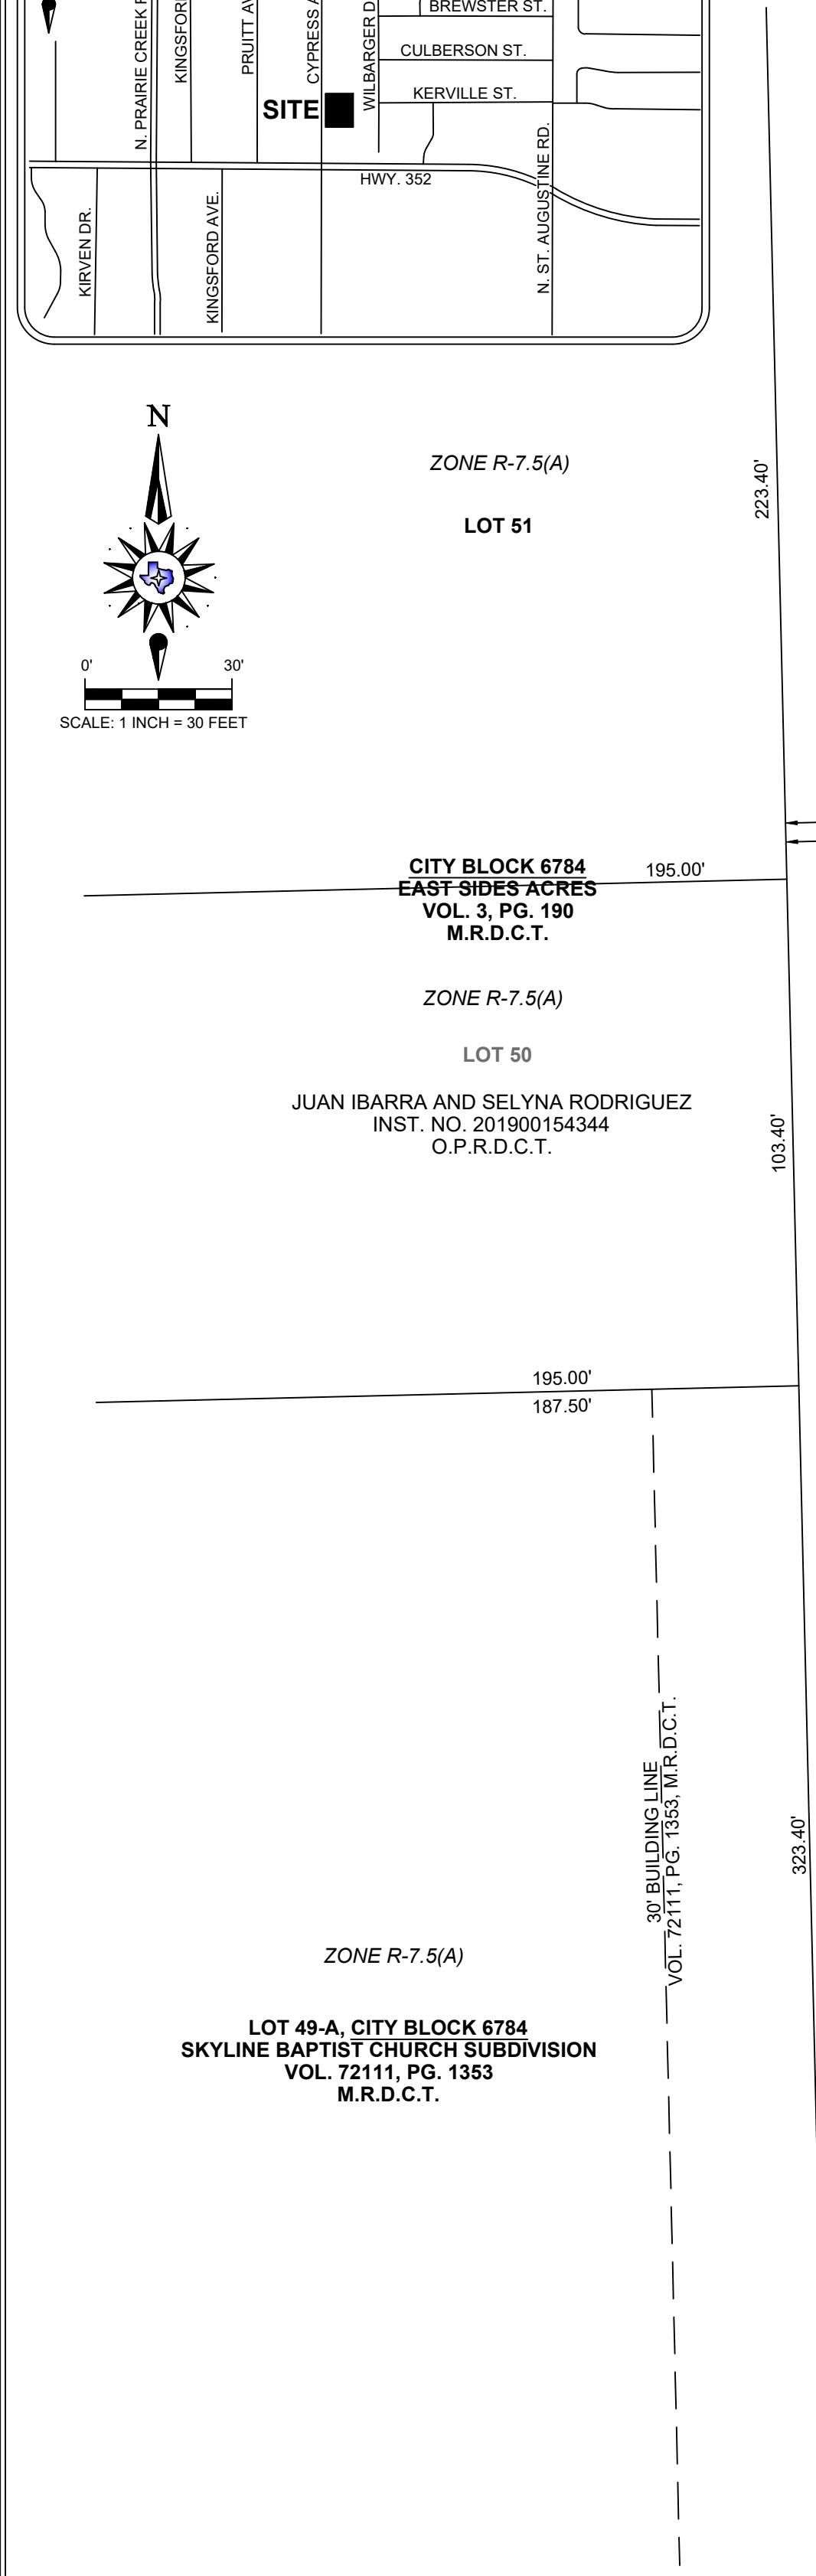 BREWSTER ST.
CULBERSON ST.
KERVILLE ST.
N. PRAIRIE CREEK
PRUITT
CYPRESS
WILBARGER
SITE
HWY. 352
N. ST. AUGUSTINE RD.
KIRVEN DR.
KINGSFORD AVE.
N
ZONE R-7.5(A)
LOT 51
223.40'
0' 30'
SCALE: 1 INCH = 30 FEET
CITY BLOCK 6784
EAST SIDES ACRES
VOL. 3, PG. 190
M.R.D.C.T.
195.00'
ZONE R-7.5(A)
LOT 50
JUAN IBARRA AND SELYNA RODRIGUEZ
INST. NO. 201900154344
O.P.R.D.C.T.
103.40'
195.00'
187.50'
30' BUILDING LINE
VOL. 72111, PG. 1353, M.R.D.C.T.
323.40'
ZONE R-7.5(A)
LOT 49-A, CITY BLOCK 6784
SKYLINE BAPTIST CHURCH SUBDIVISION
VOL. 72111, PG. 1353
M.R.D.C.T.